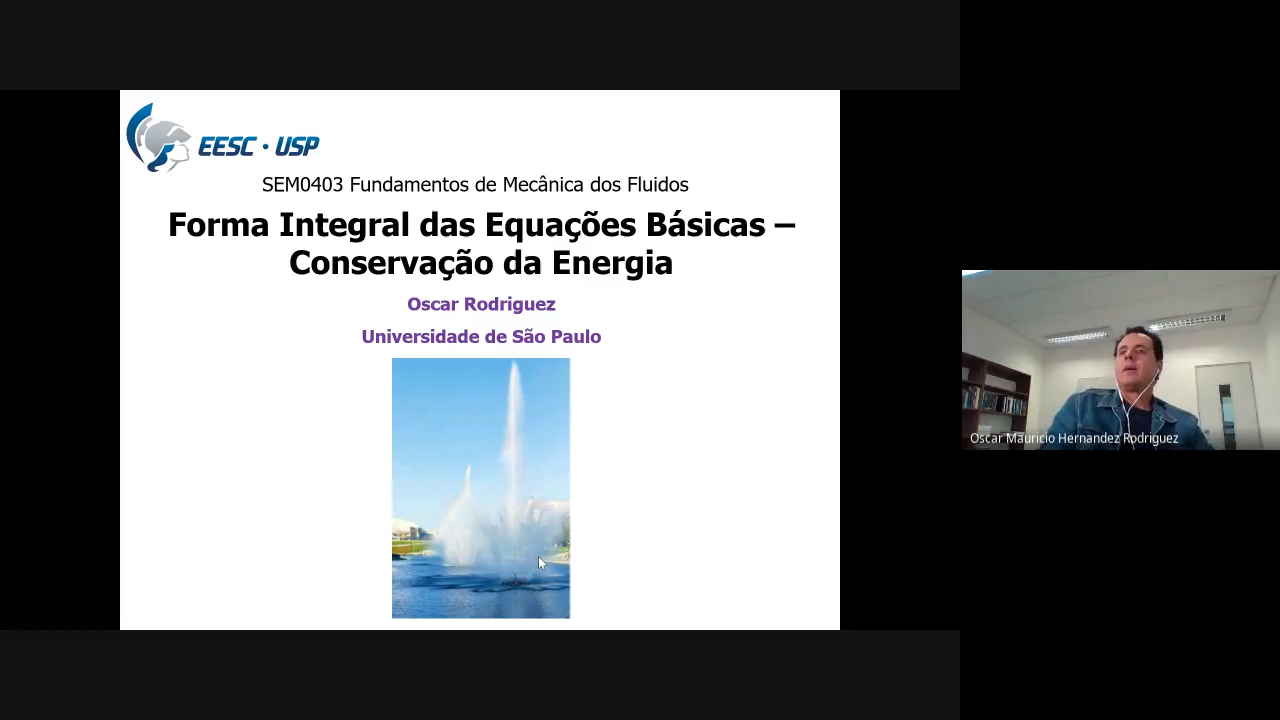 EESC • USP
SEM0403 Fundamentos de Mecânica dos Fluidos
Forma Integral das Equações Básicas –
Conservação da Energia
Oscar Rodriguez
Universidade de São Paulo
Oscar Mauricio Hernandez Rodriguez